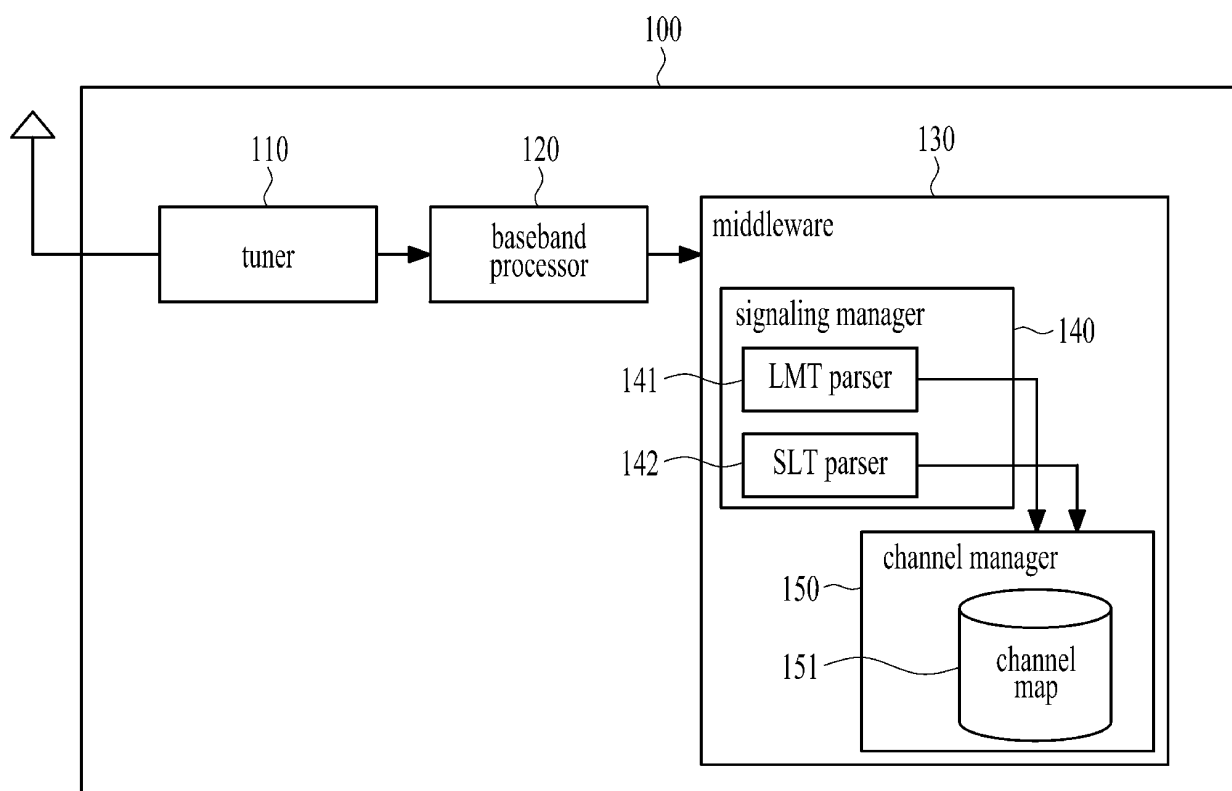 100
110
120
130
tuner
baseband
processor
middleware
signaling manager
140
141
LMT parser
142
SLT parser
channel manager
150
151
channel
map